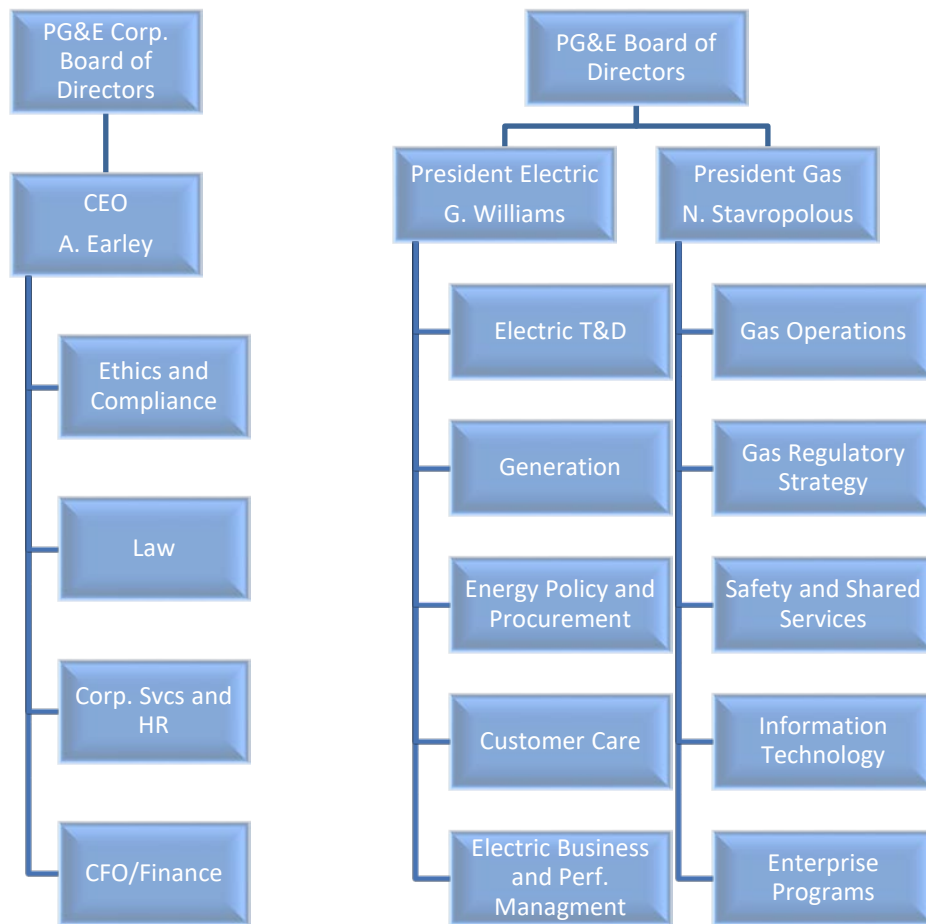 PG&E Corp.
Board of
Directors
CEO
A. Earley
Ethics and
Compliance
Law
Corp. Svcs and
HR
CFO/Finance
PG&E Board of
Directors
President Electric
G. Williams
Electric T&D
Generation
Energy Policy and
Procurement
Customer Care
Electric Business
and Perf.
Managment
President Gas
N. Stavropolous
Gas Operations
Gas Regulatory
Strategy
Safety and Shared
Services
Information
Technology
Enterprise
Programs